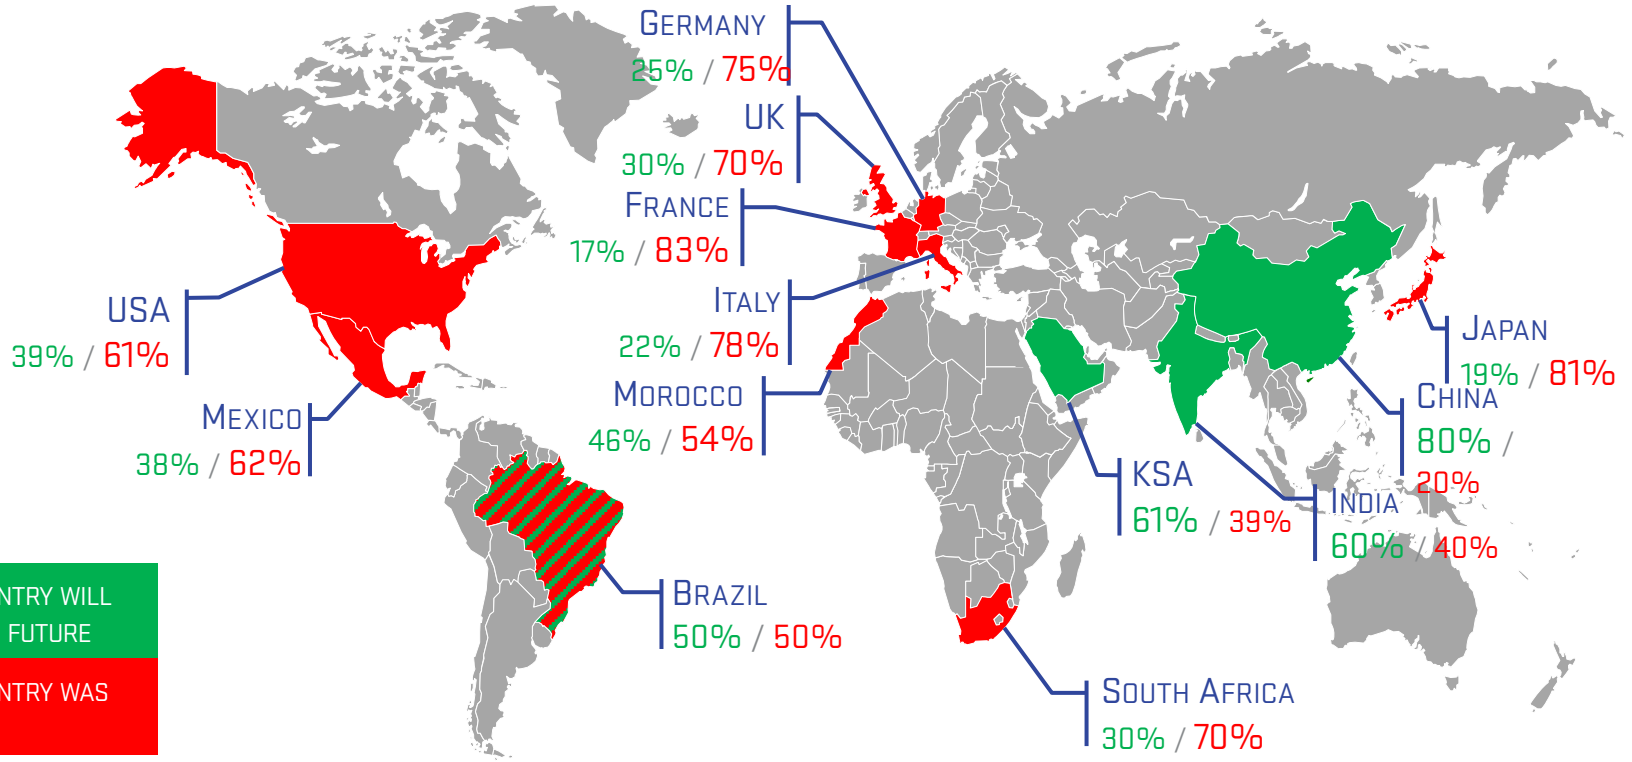 GERMANY
25% / 75%
UK
30% / 70%
FRANCE
17% / 83%
ITALY
22% / 78%
MOROCCO
46% / 54%
USA
39% / 61%
MEXICO
38% / 62%
BRAZIL
50% / 50%
JAPAN
19% / 81%
CHINA
80% /
20%
KSA
61% / 39%
INDIA
60% / 40%
SOUTH AFRICA
30% / 70%
NTRY WILL
FUTURE
NTRY WAS